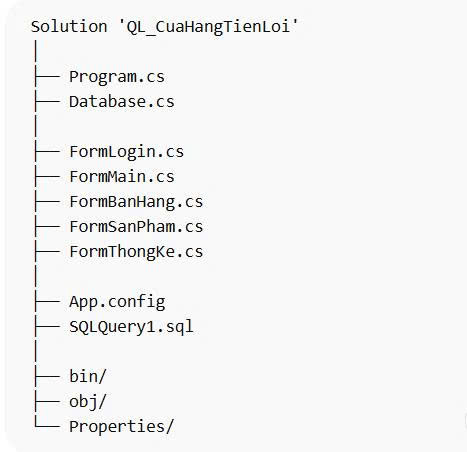 Solution 'QL_CuaHangTienLoi'
│
├── Program.cs
├── Database.cs
│
├── FormLogin.cs
├── FormMain.cs
├── FormBanHang.cs
├── FormSanPham.cs
├── FormThongKe.cs
│
├── App.config
├── SQLQuery1.sql
│
├── bin/
├── obj/
└── Properties/